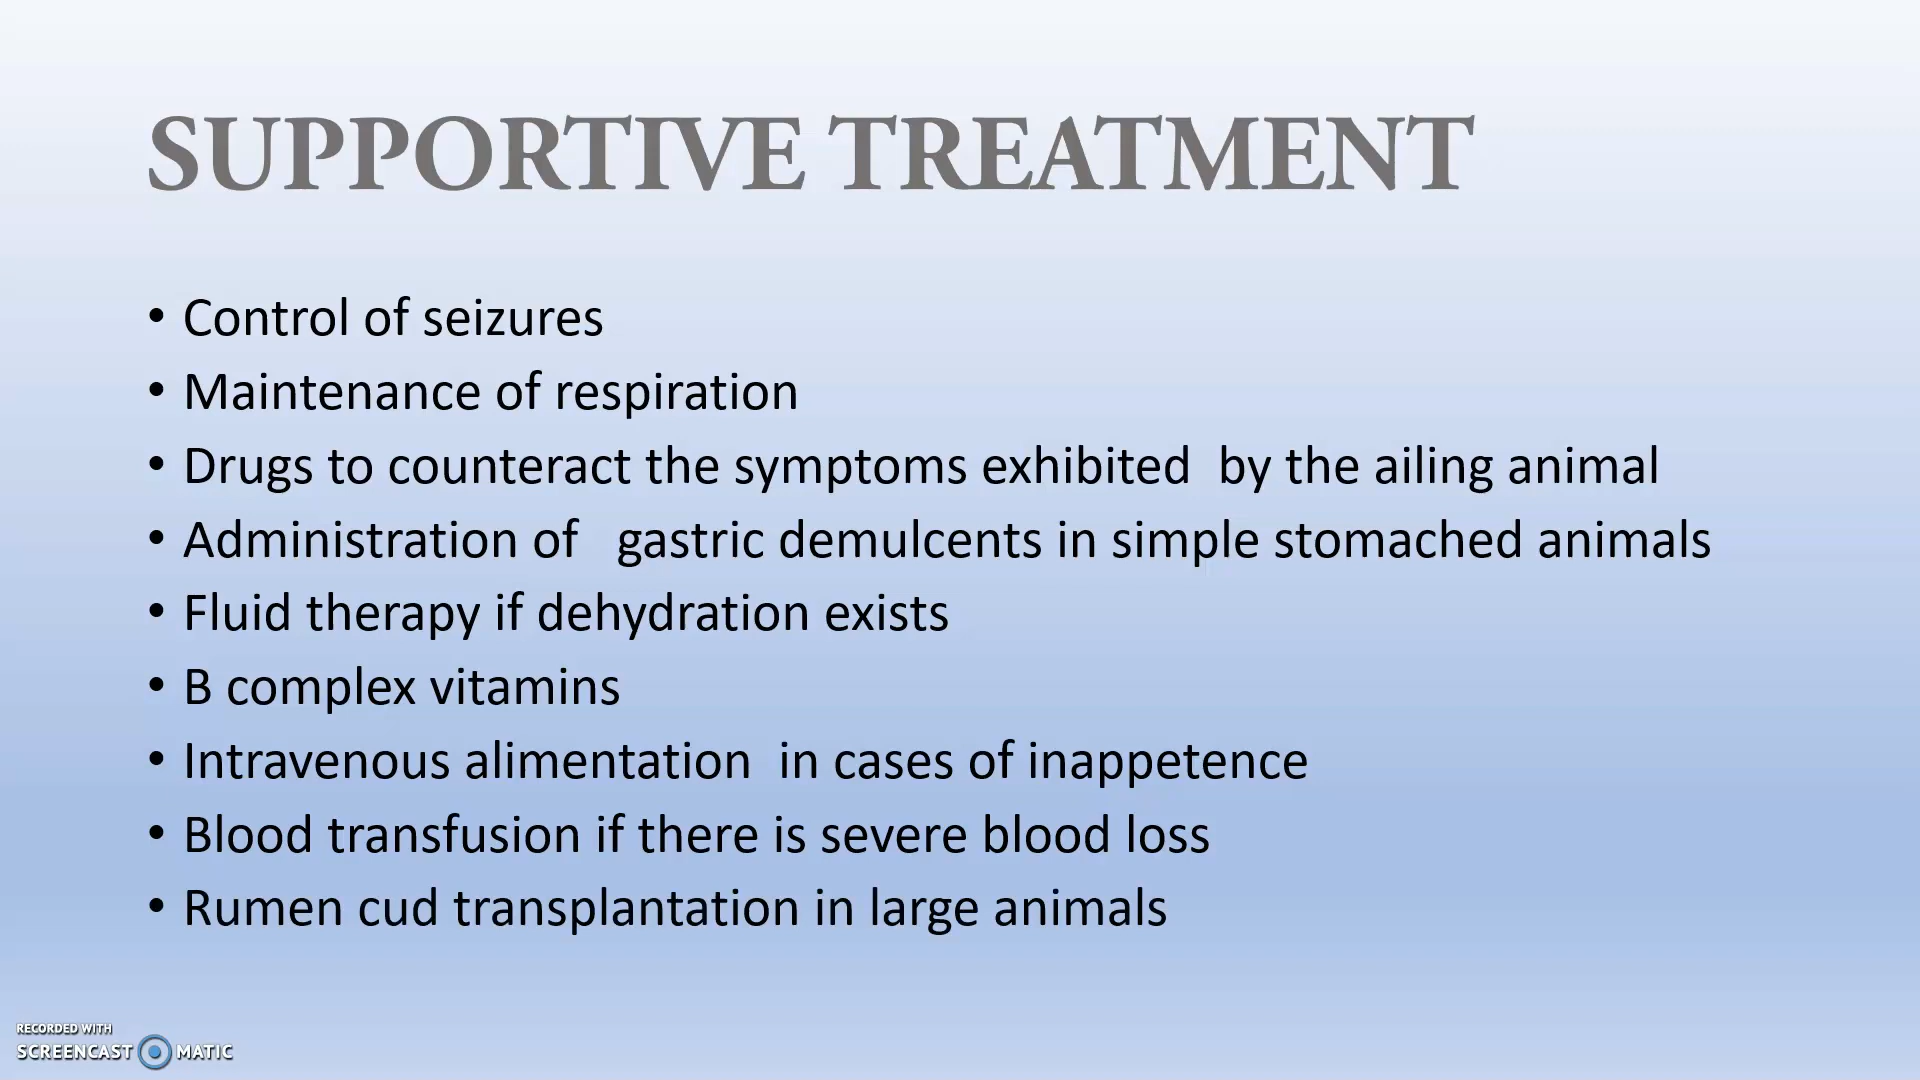 SUPPORTIVE TREATMENT
• Control of seizures
• Maintenance of respiration
• Drugs to counteract the symptoms exhibited  by the ailing animal
• Administration of   gastric demulcents in simple stomached animals
• Fluid therapy if dehydration exists
• B complex vitamins
• Intravenous alimentation  in cases of inappetence
• Blood transfusion if there is severe blood loss
• Rumen cud transplantation in large animals
RECORDED WITH
SCREENCAST MATIC